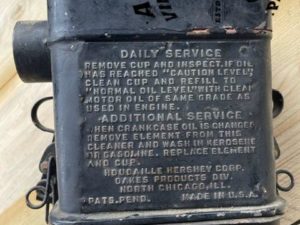 DAILY SERVICE
REMOVE CUP AND INSPECT. IF OIL
HAS REACHED "CAUTION LEVEL",
CLEAN CUP AND REFILL TO
"NORMAL OIL LEVEL" WITH CLEAN
MOTOR OIL OF SAME GRADE AS
USED IN ENGINE.
ADDITIONAL SERVICE
WHEN CRANKCASE OIL IS CHANGED
REMOVE ELEMENT FROM THIS
CLEANER AND WASH IN KEROSENE
OR GASOLINE. REPLACE ELEMENT
AND CUP.
HOUDAILLE HERSHEY CORP.
OAKES PRODUCTS DIV.
NORTH CHICAGO, ILL.
PATS. PEND. MADE IN U.S.A.